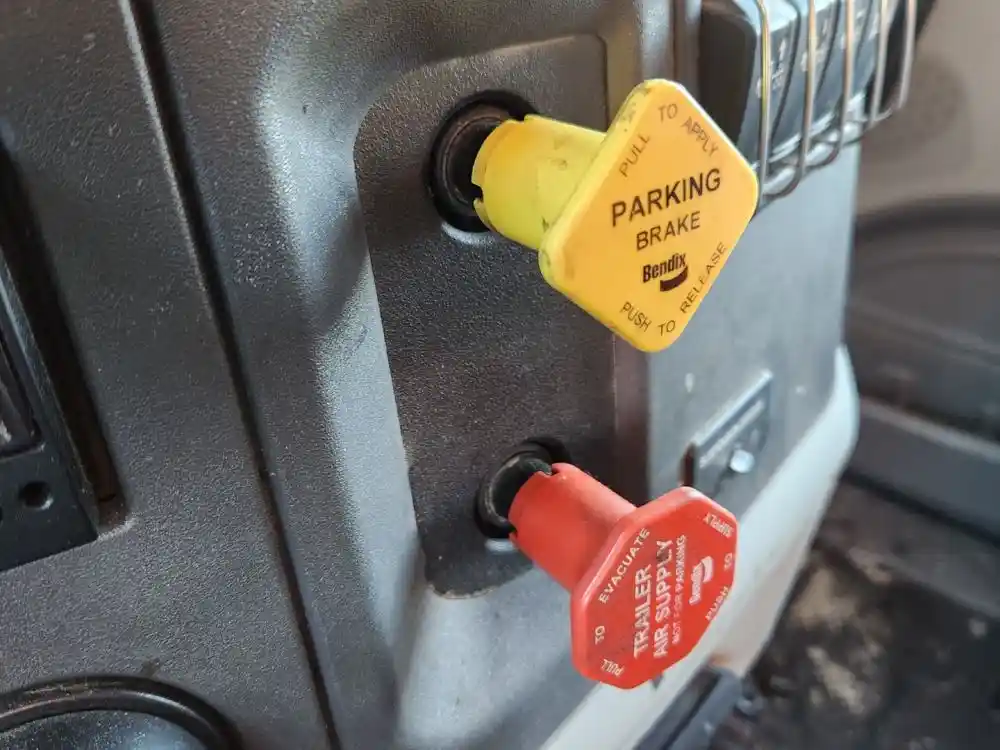 PULL TO APPLY
PARKING
BRAKE
Bendix
PUSH TO RELEASE
PULL TO EVACUATE
TRAILER
AIR SUPPLY
NOT FOR PARKING
Bendix
PUSH TO SUPPLY